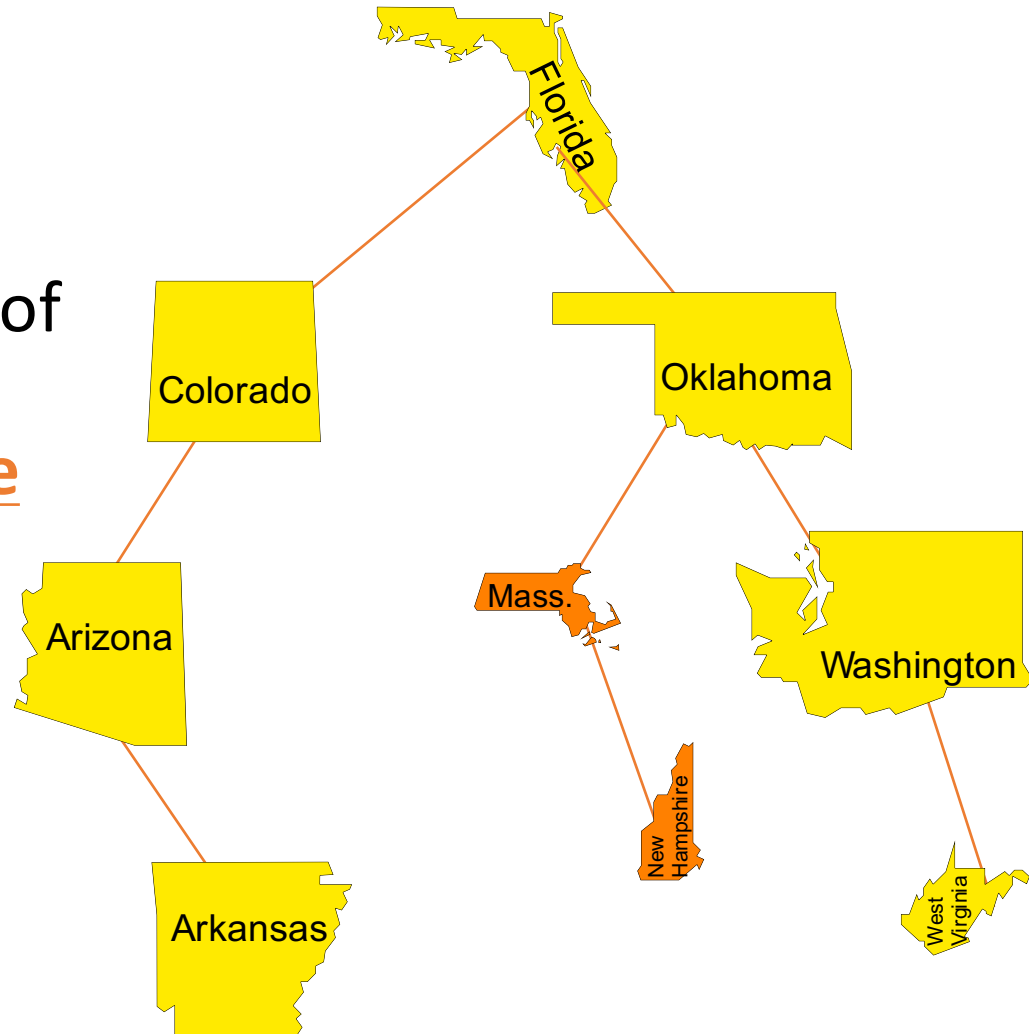 Florida
of
Colorado
Oklahoma
e
Mass.
Arizona
Washington
New
Hampshire
West
Virginia
Arkansas